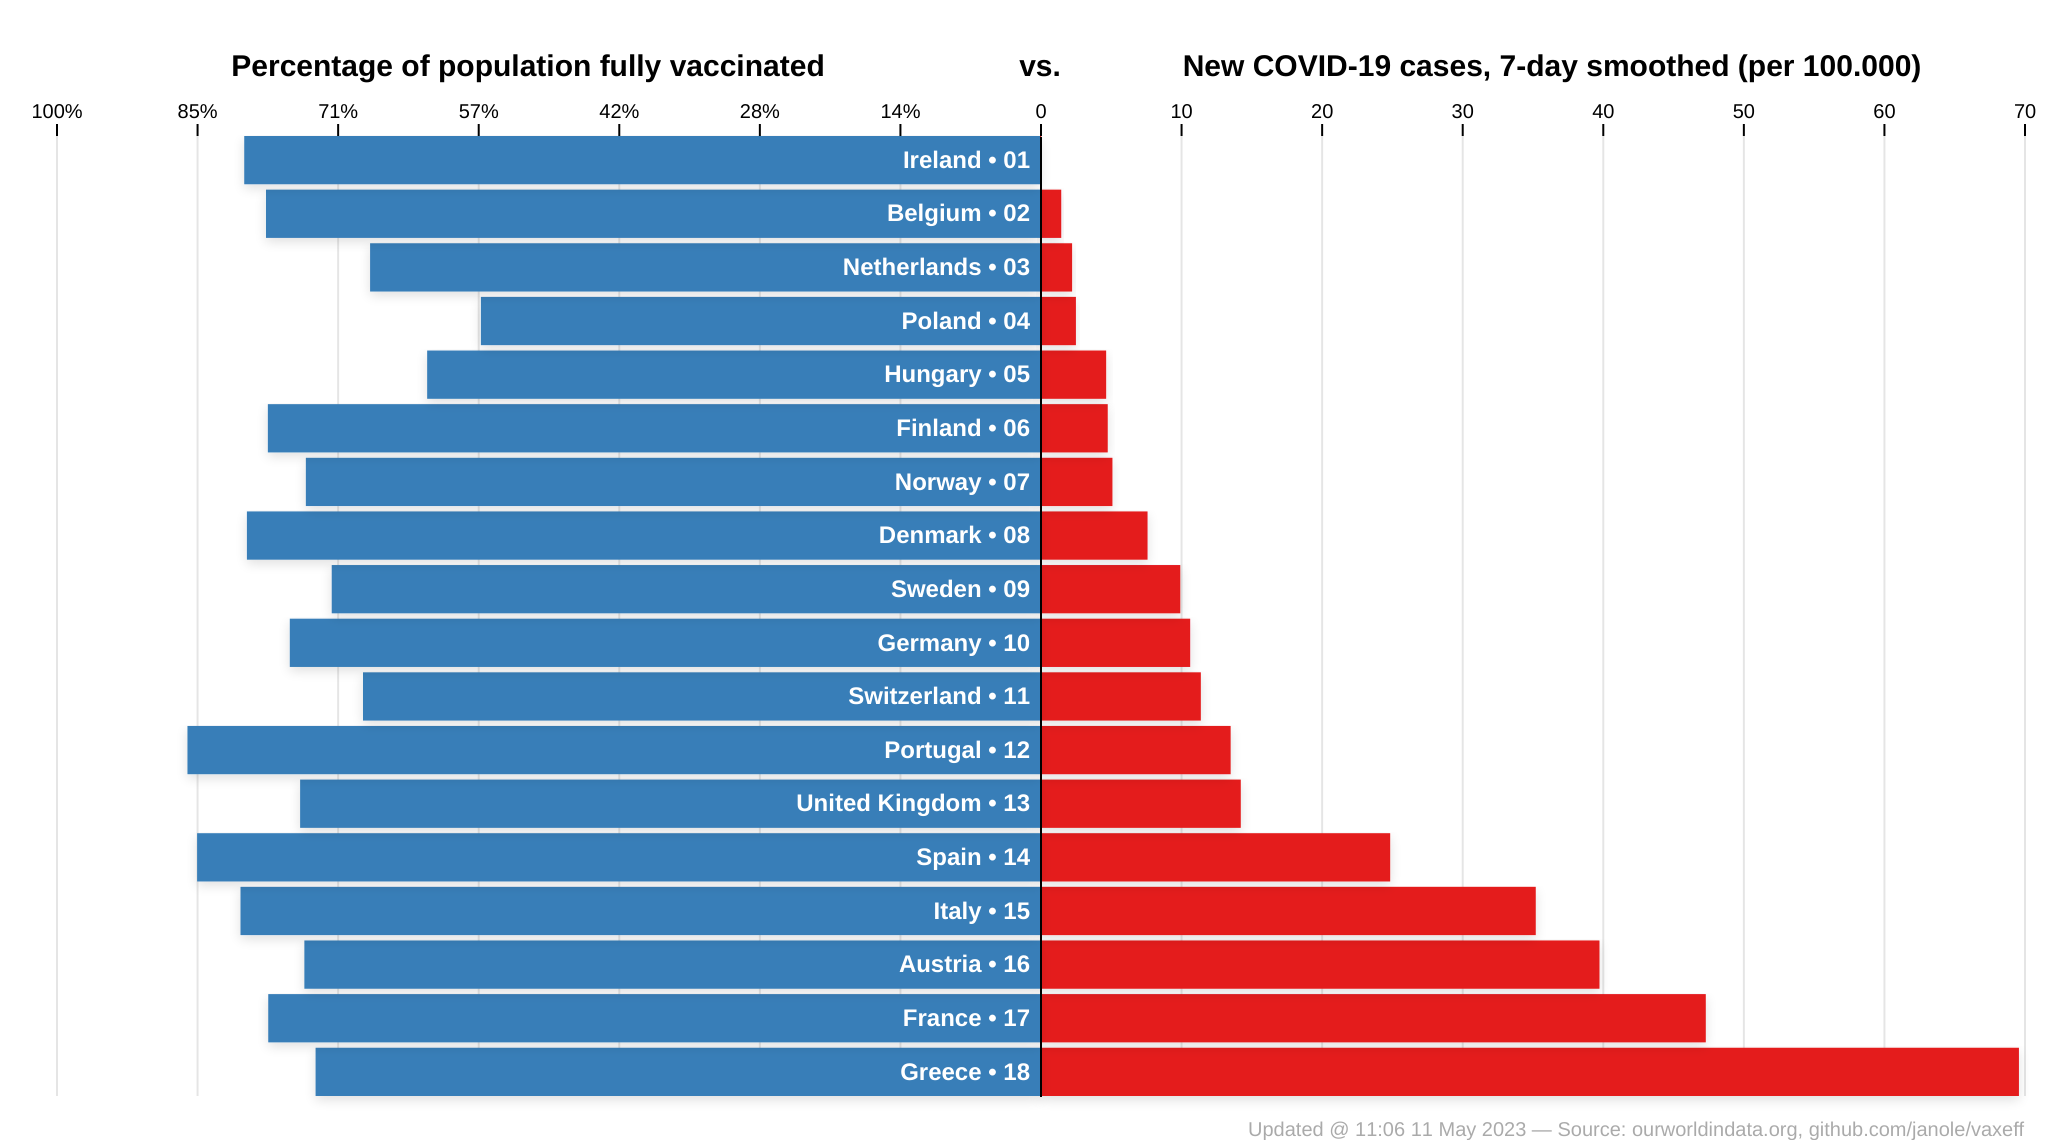 Percentage of population fully vaccinated vs. New COVID-19 cases, 7-day smoothed (per 100.000)
100% 85% 71% 57% 42% 28% 14% 0 10 20 30 40 50 60 70
Ireland • 01
Belgium • 02
Netherlands • 03
Poland • 04
Hungary • 05
Finland • 06
Norway • 07
Denmark • 08
Sweden • 09
Germany • 10
Switzerland • 11
Portugal • 12
United Kingdom • 13
Spain • 14
Italy • 15
Austria • 16
France • 17
Greece • 18
Updated @ 11:06 11 May 2023 — Source: ourworldindata.org, github.com/janole/vaxeff